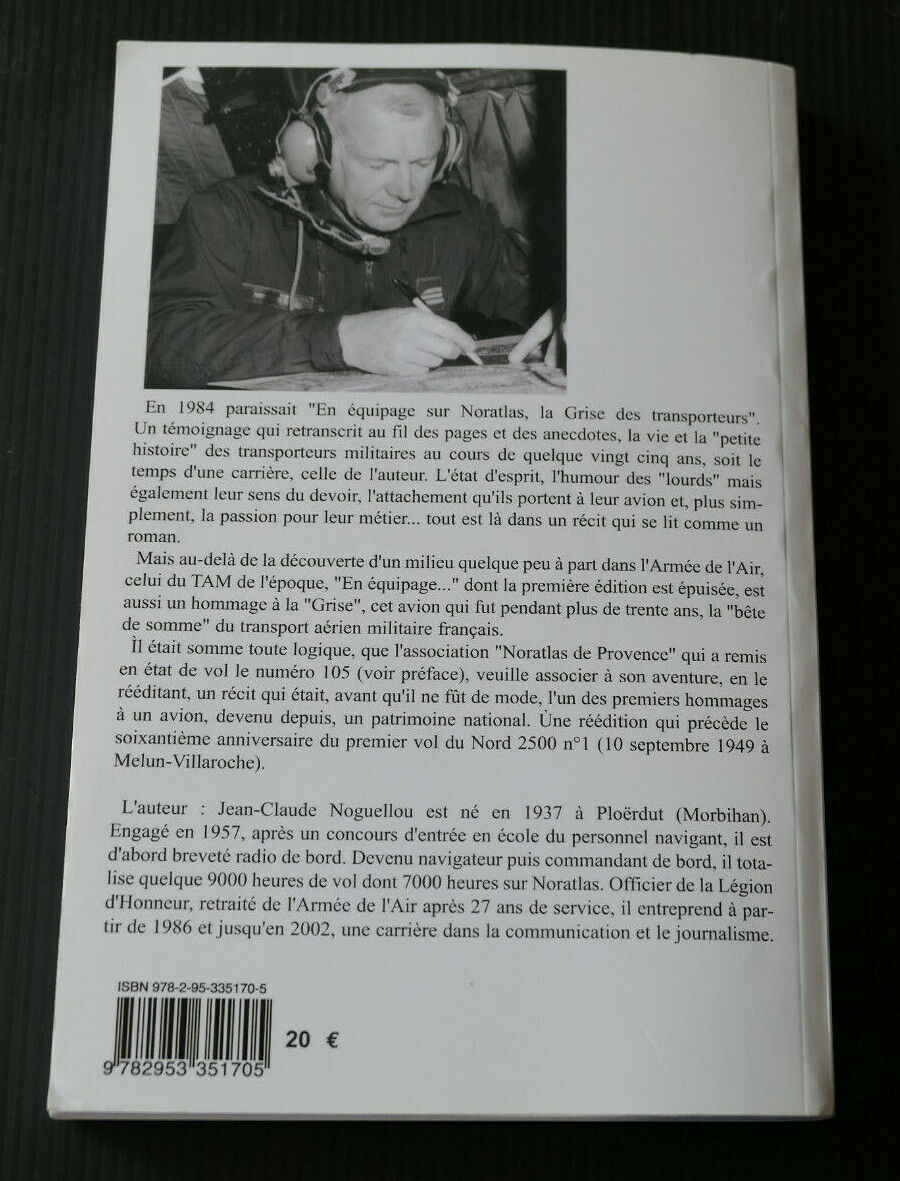 En 1984 paraissait "En équipage sur Noratlas, la Grise des transporteurs".
Un témoignage qui retranscrit au fil des pages et des anecdotes, la vie et la "petite
histoire" des transporteurs militaires au cours de quelque vingt cinq ans, soit le
temps d'une carrière, celle de l'auteur. L'état d'esprit, l'humour des "lourds" mais
également leur sens du devoir, l'attachement qu'ils portent à leur avion et, plus sim-
plement, la passion pour leur métier... tout est là dans un récit qui se lit comme un
roman.
Mais au-delà de la découverte d'un milieu quelque peu à part dans l'Armée de l'Air,
celui du TAM de l'époque, "En équipage..." dont la première édition est épuisée, est
aussi un hommage à la "Grise", cet avion qui fut pendant plus de trente ans, la "bête
de somme" du transport aérien militaire français.
Il était somme toute logique, que l'association "Noratlas de Provence" qui a remis
en état de vol le numéro 105 (voir préface), veuille associer à son aventure, en le
rééditant, un récit qui était, avant qu'il ne fût de mode, l'un des premiers hommages
à un avion, devenu depuis, un patrimoine national. Une réédition qui précède le
soixantième anniversaire du premier vol du Nord 2500 n°1 (10 septembre 1949 à
Melun-Villaroche).
L'auteur : Jean-Claude Noguellou est né en 1937 à Ploërdut (Morbihan).
Engagé en 1957, après un concours d'entrée en école du personnel navigant, il est
d'abord breveté radio de bord. Devenu navigateur puis commandant de bord, il tota-
lise quelque 9000 heures de vol dont 7000 heures sur Noratlas. Officier de la Légion
d'Honneur, retraité de l'Armée de l'Air après 27 ans de service, il entreprend à par-
tir de 1986 et jusqu'en 2002, une carrière dans la communication et le journalisme.
ISBN 978-2-95-335170-5
20 €
9 782953 351705